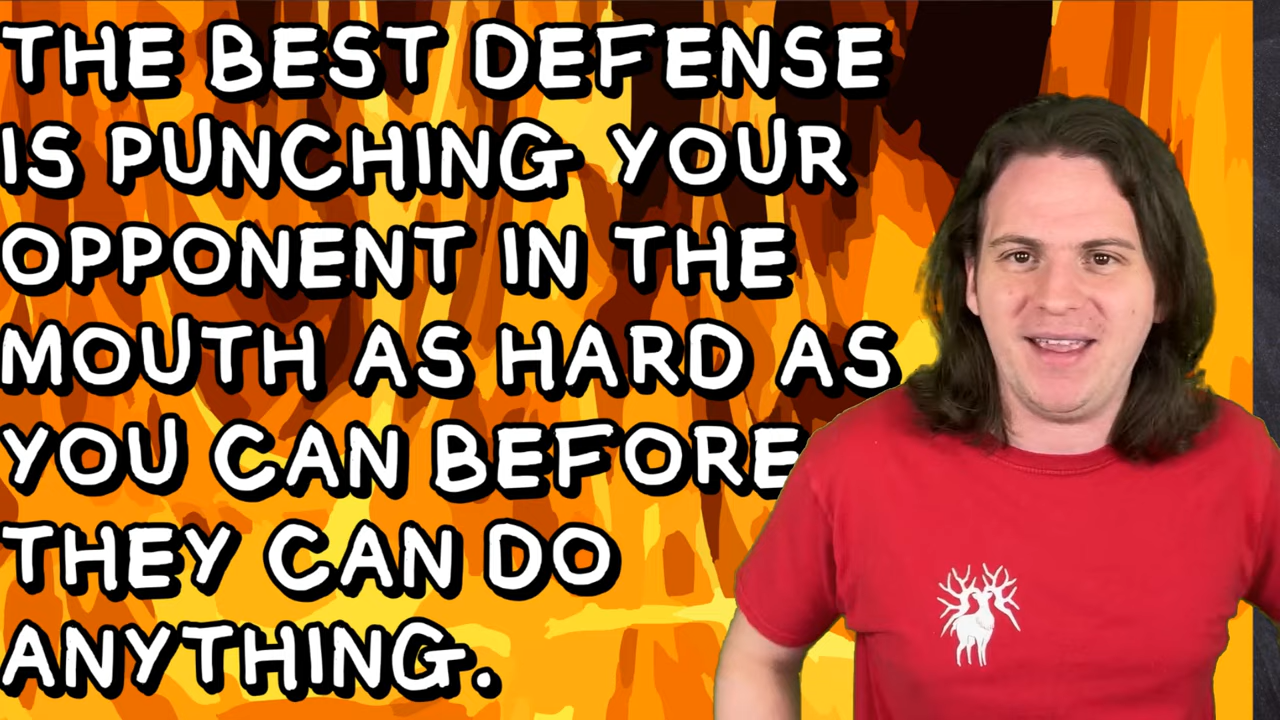 THE BEST DEFENSE
IS PUNCHING YOUR
OPPONENT IN THE
MOUTH AS HARD AS
YOU CAN BEFORE
THEY CAN DO
ANYTHING.